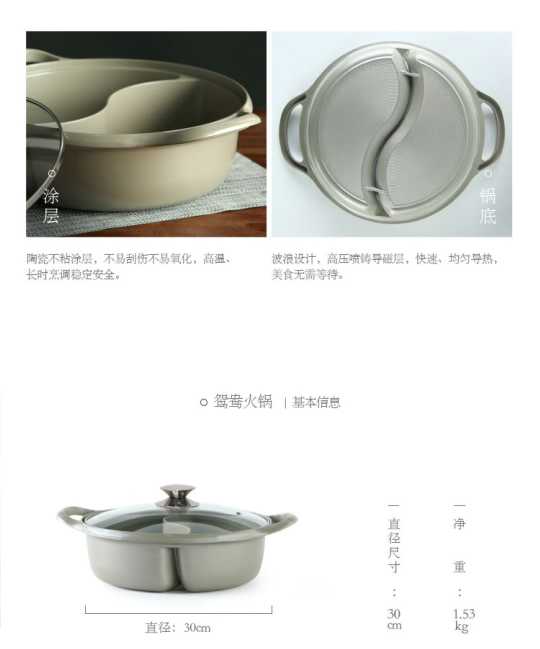 涂层
锅底
陶瓷不粘涂层，不易刮伤不易氧化，高温、
长时烹调稳定安全。
波浪设计，高压喷铸导磁层，快速、均匀导热，
美食无需等待。
鸳鸯火锅 | 基本信息
直径：30cm
直径尺寸：30cm
净重：1.53kg